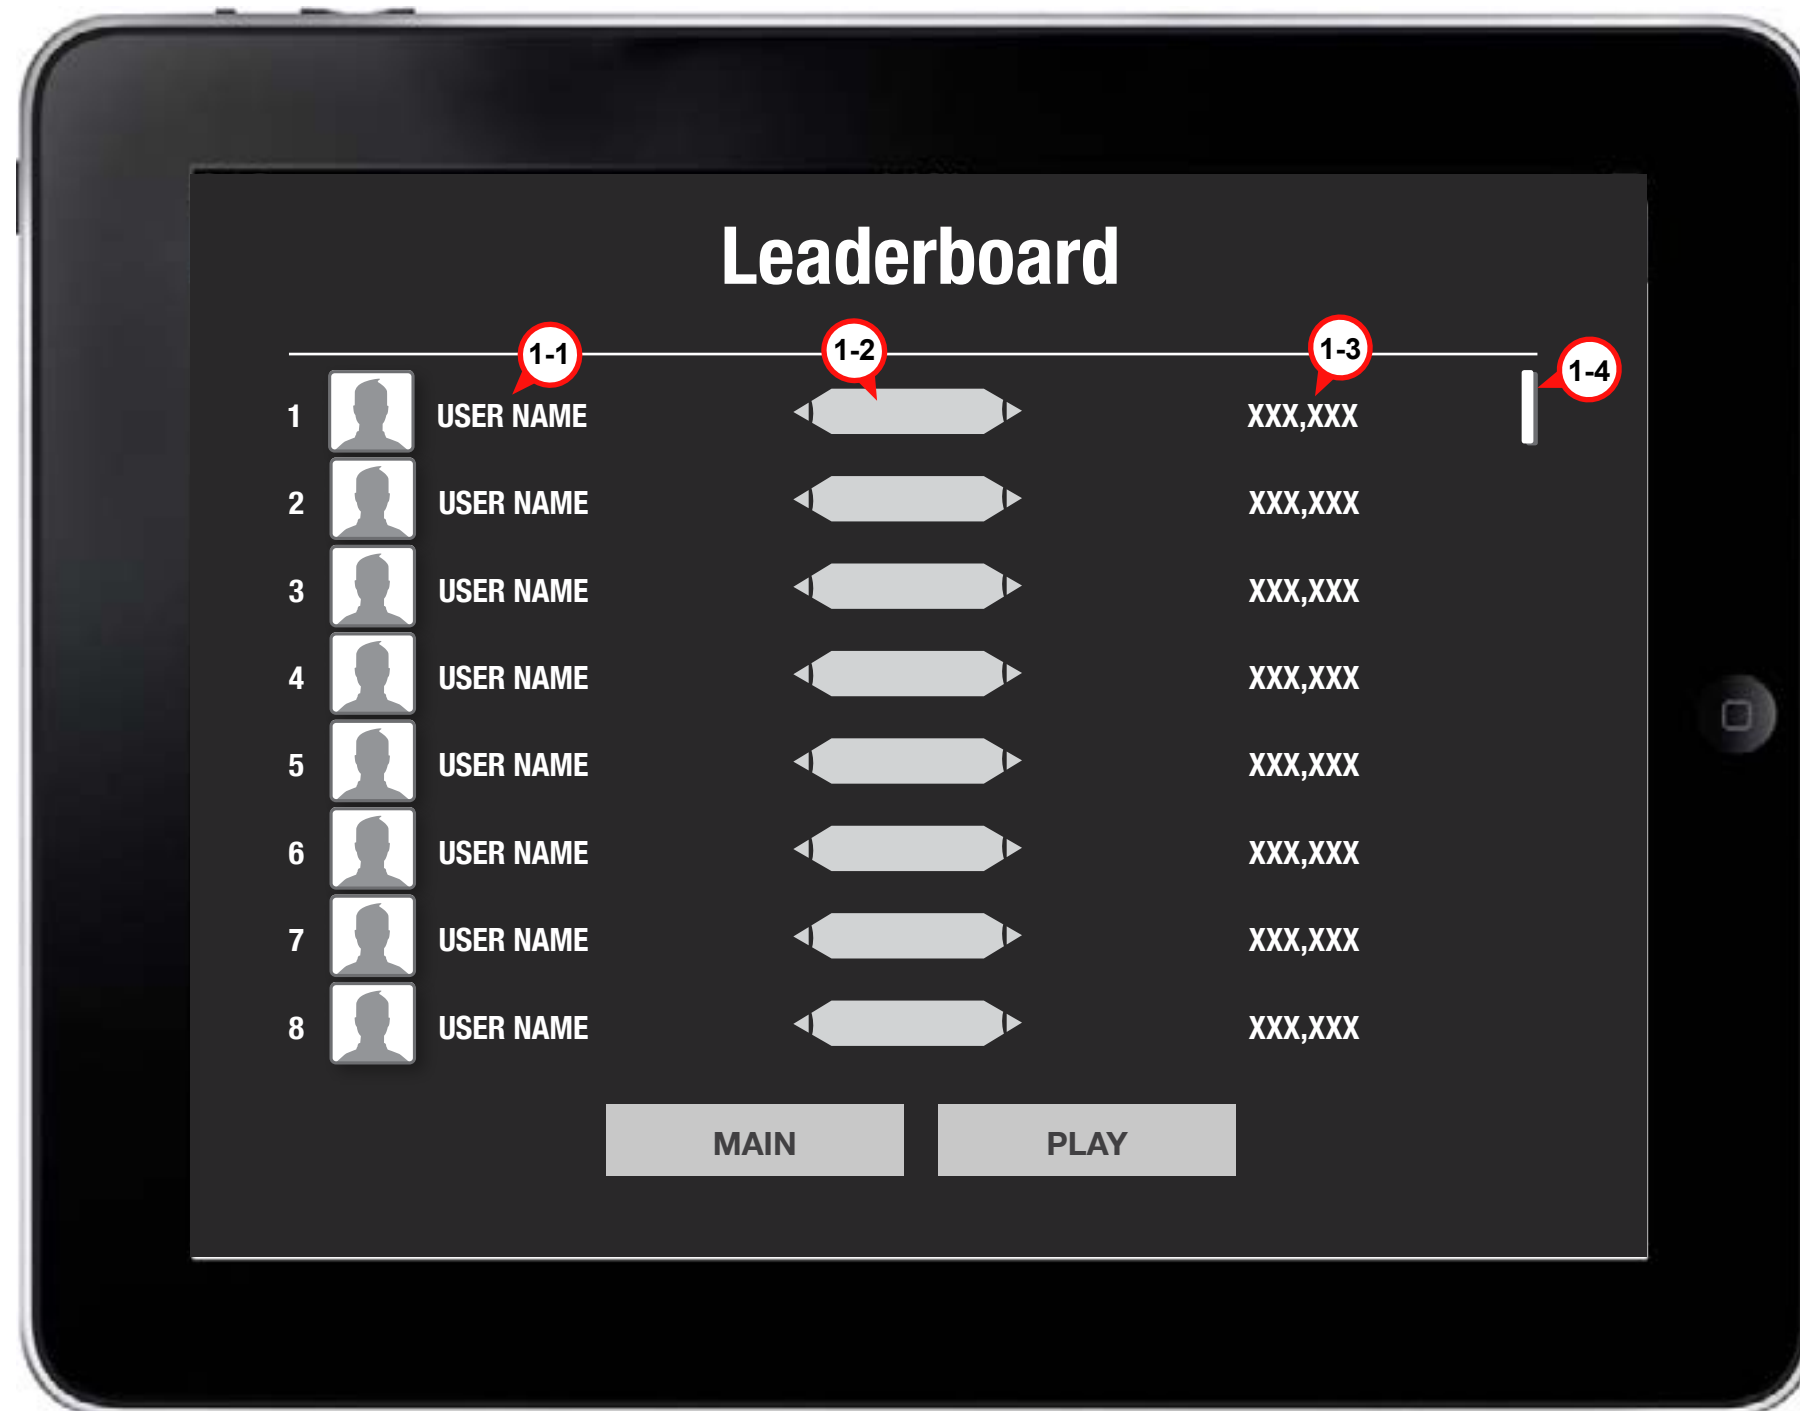 Leaderboard
1-1 1-2 1-3 1-4
1 USER NAME XXX,XXX
2 USER NAME XXX,XXX
3 USER NAME XXX,XXX
4 USER NAME XXX,XXX
5 USER NAME XXX,XXX
6 USER NAME XXX,XXX
7 USER NAME XXX,XXX
8 USER NAME XXX,XXX
MAIN PLAY